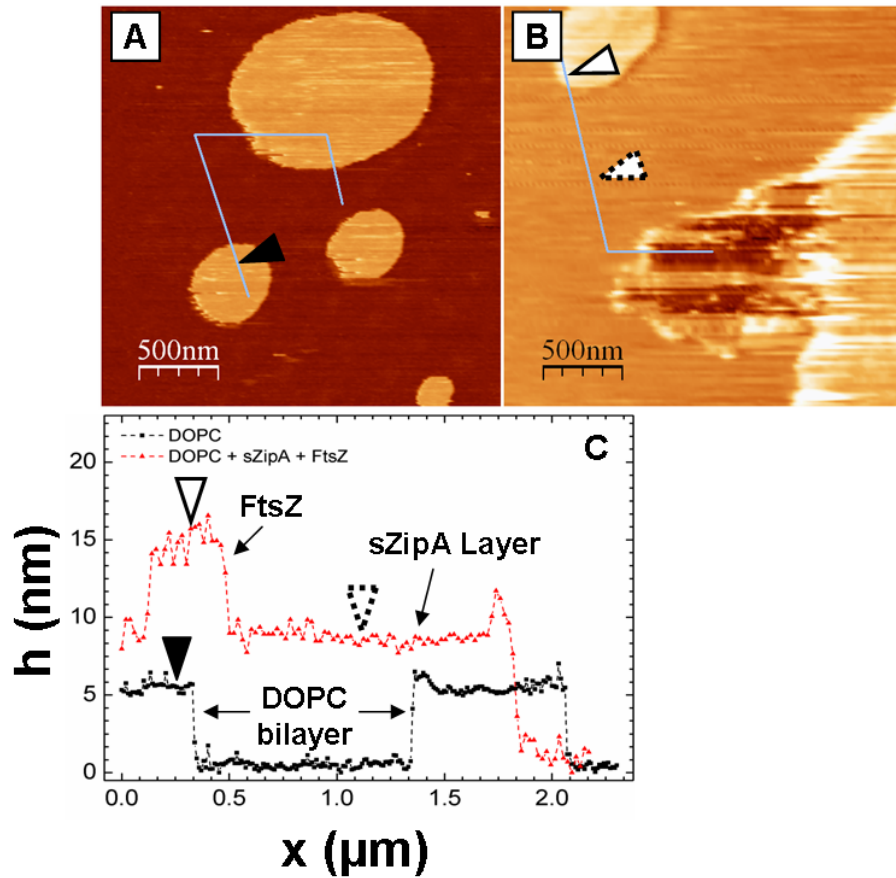 A
B
500nm
500nm
DOPC
DOPC + sZipA + FtsZ
C
20
15
10
5
0
FtsZ
sZipA Layer
DOPC
bilayer
h (nm)
0.0 0.5 1.0 1.5 2.0
x (μm)